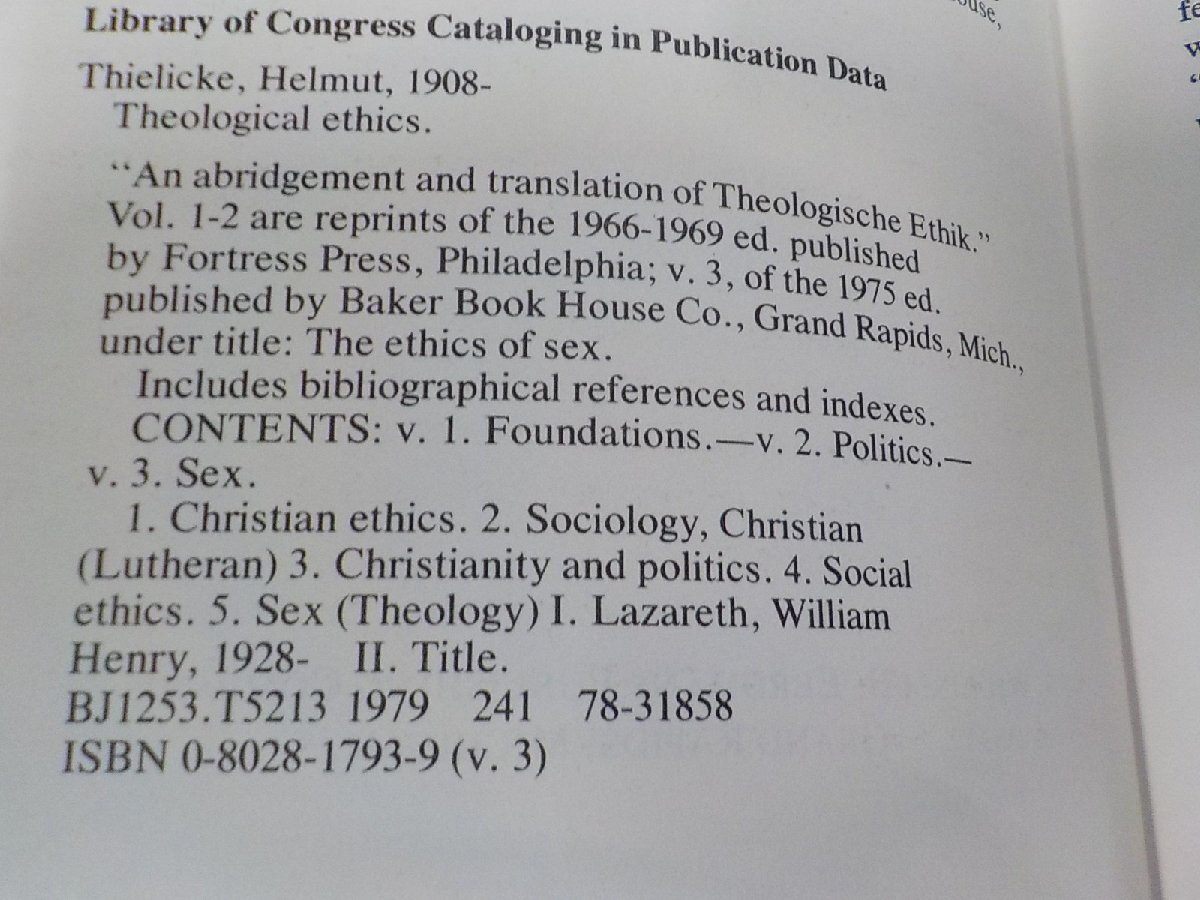 Library of Congress Cataloging in Publication Data
Thielicke, Helmut, 1908-
Theological ethics.
“An abridgement and translation of Theologische Ethik.”
Vol. 1-2 are reprints of the 1966-1969 ed. published
by Fortress Press, Philadelphia; v. 3, of the 1975 ed.
published by Baker Book House Co., Grand Rapids, Mich.,
under title: The ethics of sex.
Includes bibliographical references and indexes.
CONTENTS: v. 1. Foundations.—v. 2. Politics.—
v. 3. Sex.
1. Christian ethics. 2. Sociology, Christian
(Lutheran) 3. Christianity and politics. 4. Social
ethics. 5. Sex (Theology) I. Lazareth, William
Henry, 1928- II. Title.
BJ1253.T5213 1979 241 78-31858
ISBN 0-8028-1793-9 (v. 3)